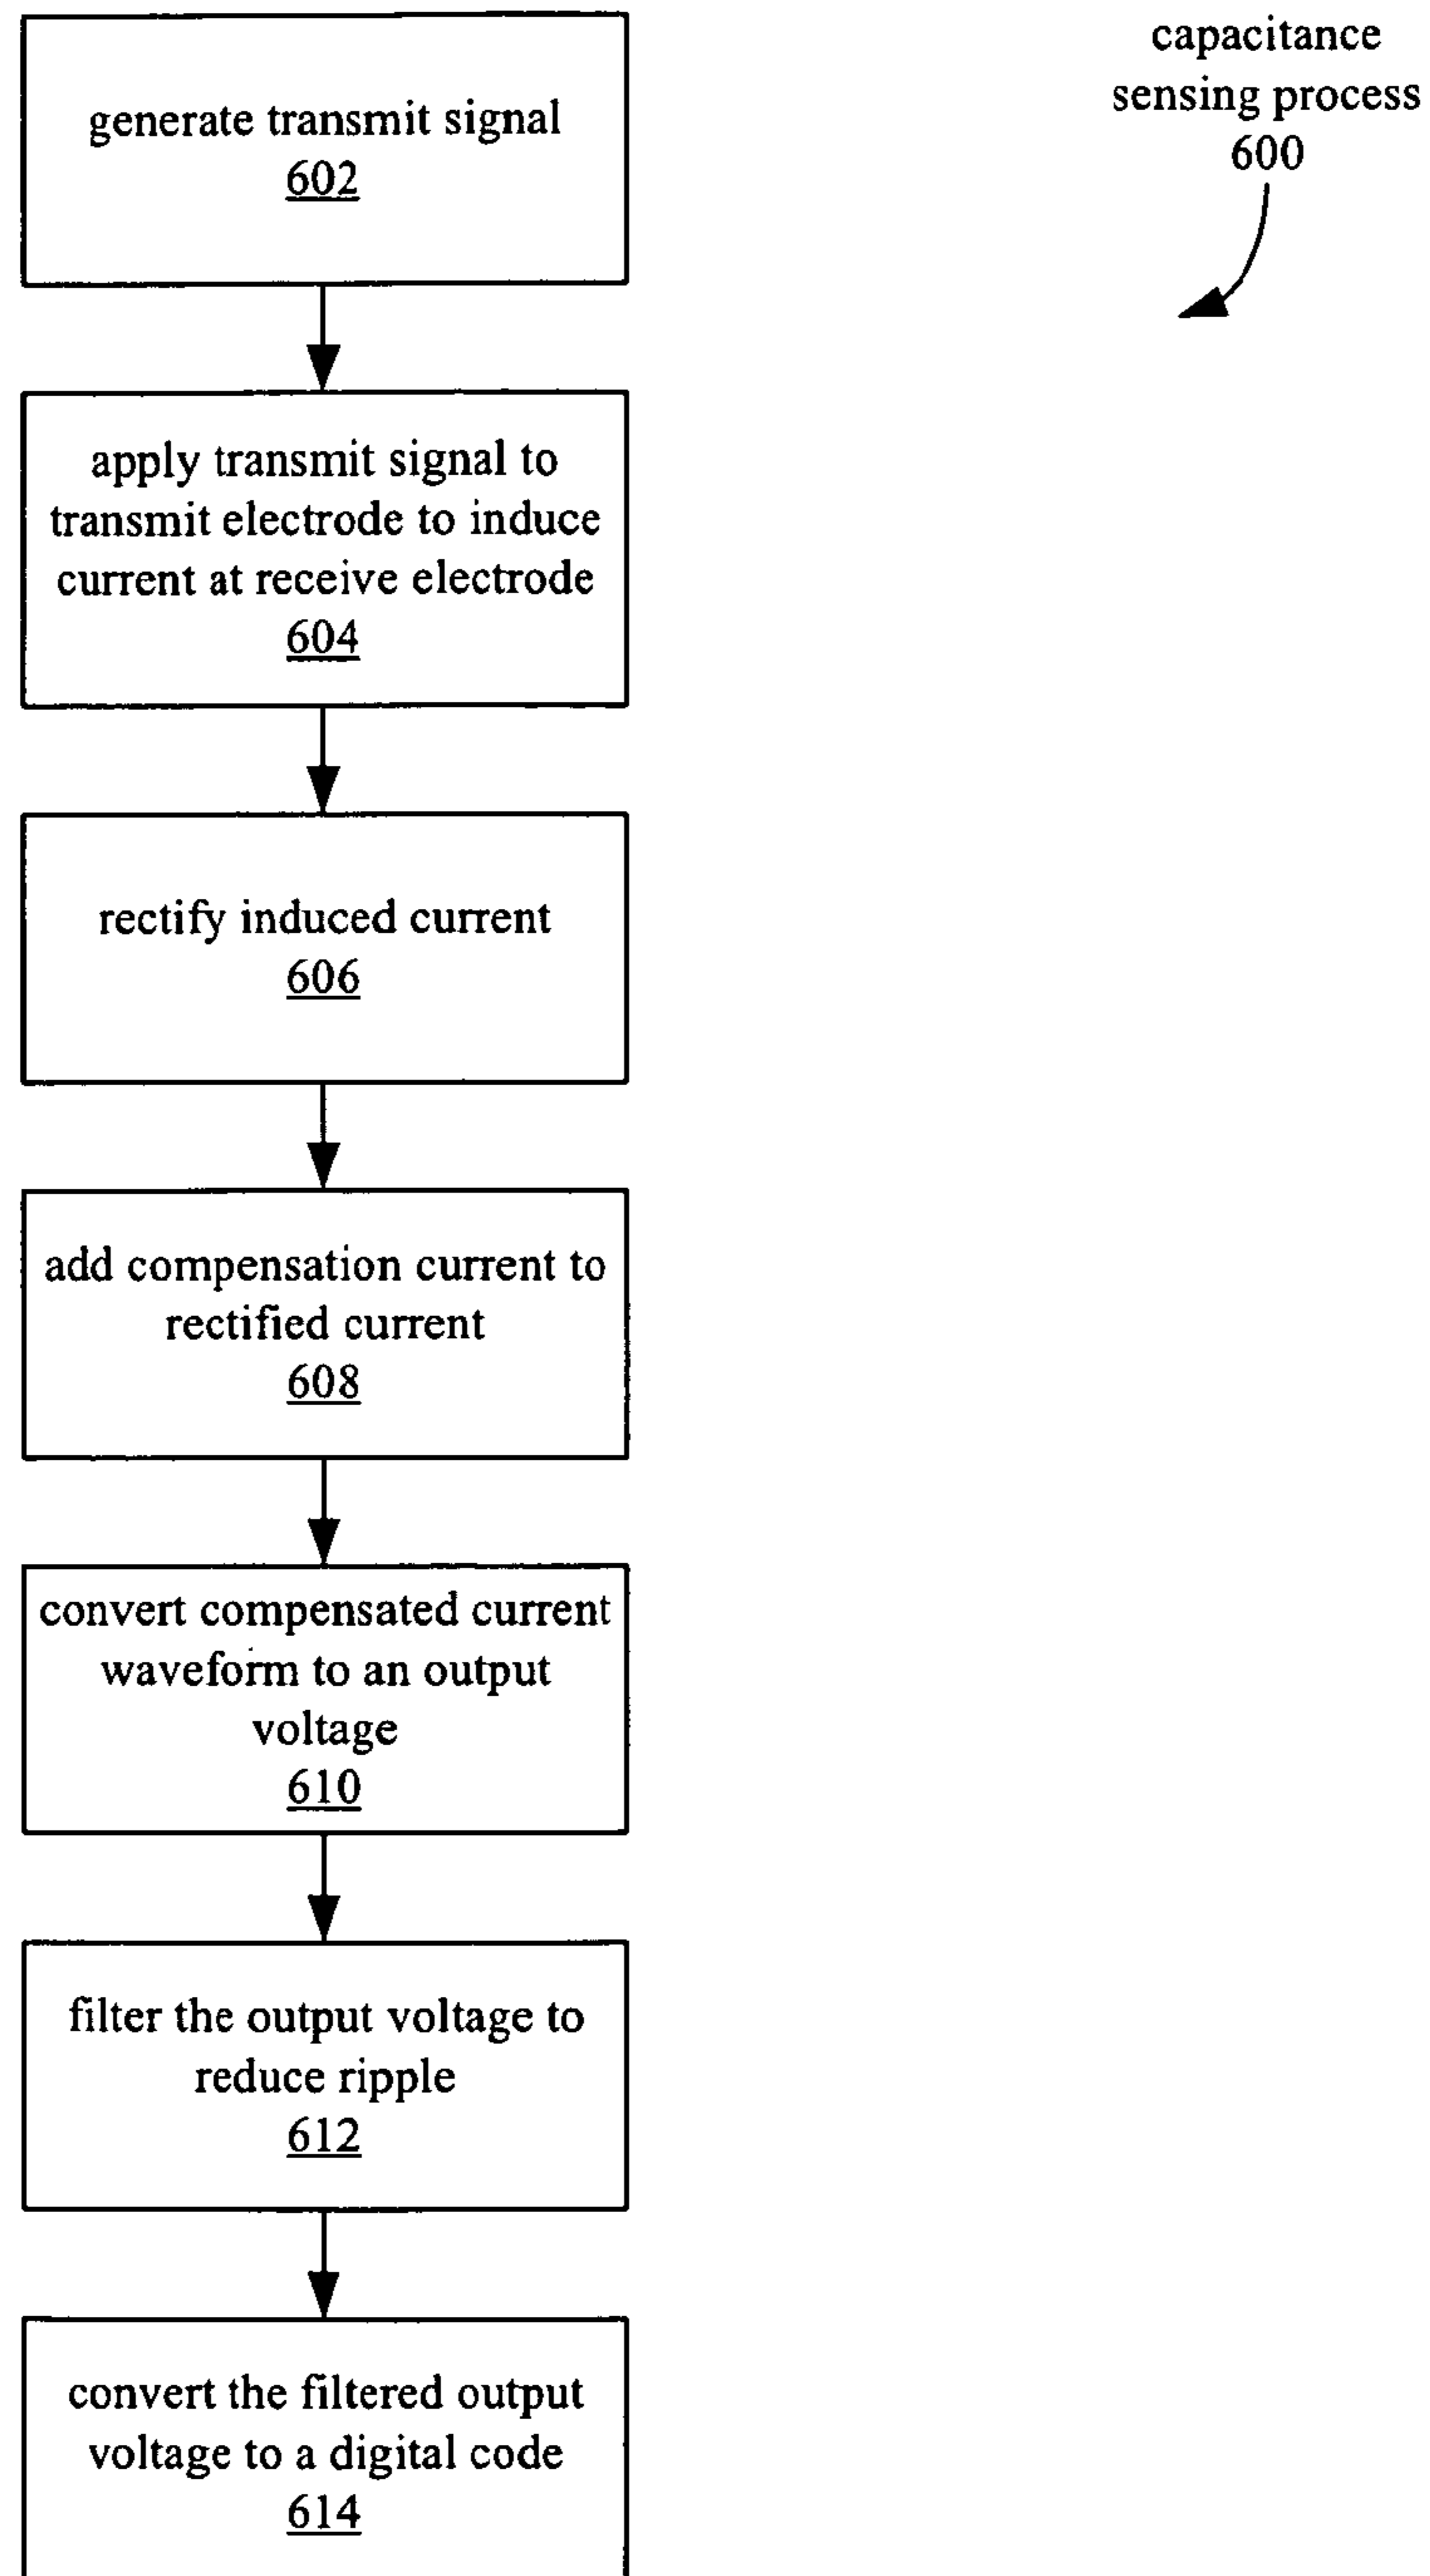 capacitance
sensing process
600
generate transmit signal
602
apply transmit signal to
transmit electrode to induce
current at receive electrode
604
rectify induced current
606
add compensation current to
rectified current
608
convert compensated current
waveform to an output
voltage
610
filter the output voltage to
reduce ripple
612
convert the filtered output
voltage to a digital code
614